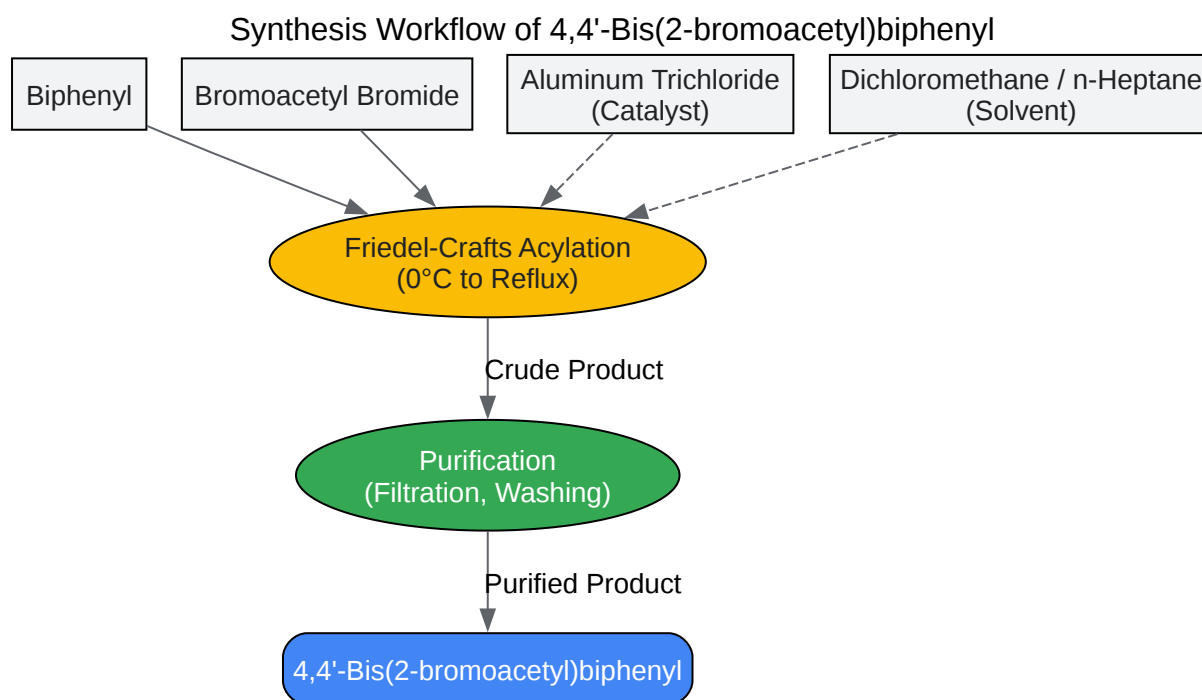 Synthesis Workflow of 4,4'-Bis(2-bromoacetyl)biphenyl
Biphenyl
Bromoacetyl Bromide
Aluminum Trichloride
(Catalyst)
Dichloromethane / n-Heptane
(Solvent)
Friedel-Crafts Acylation
(0°C to Reflux)
Crude Product
Purification
(Filtration, Washing)
Purified Product
4,4'-Bis(2-bromoacetyl)biphenyl